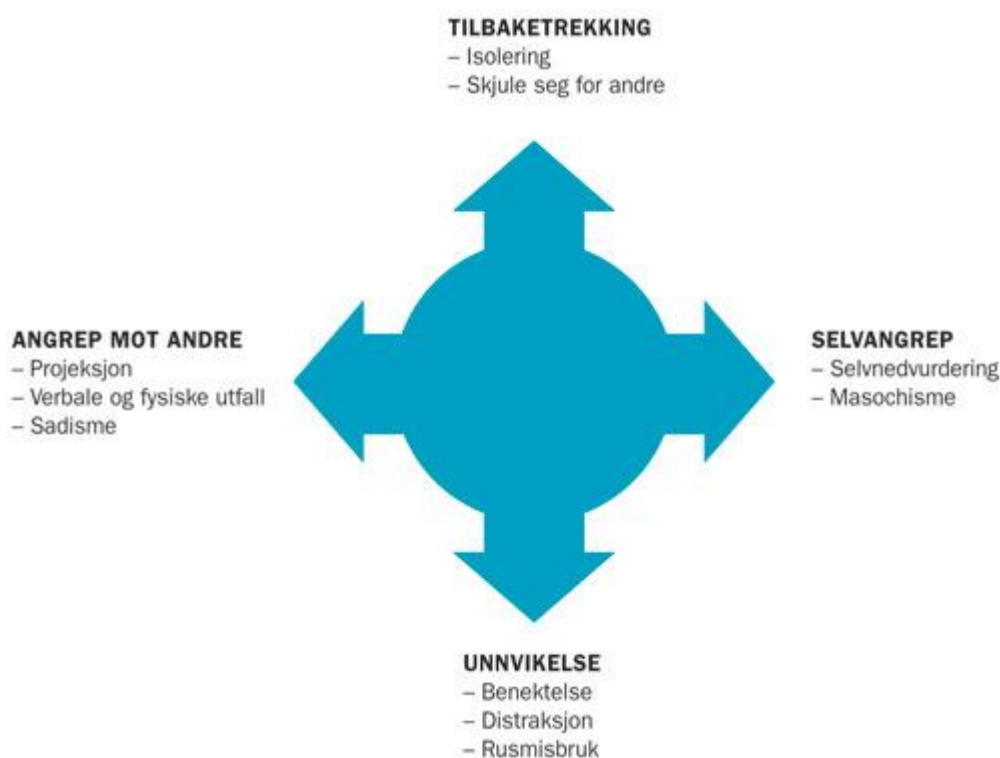 TILBAKETREKKING
– Isolering
– Skjule seg for andre
ANGREP MOT ANDRE
– Projeksjon
– Verbale og fysiske utfall
– Sadisme
SELVANGREP
– Selvnedvurdering
– Masochisme
UNNVIKELSE
– Benektelse
– Distraksjon
– Rusmisbruk